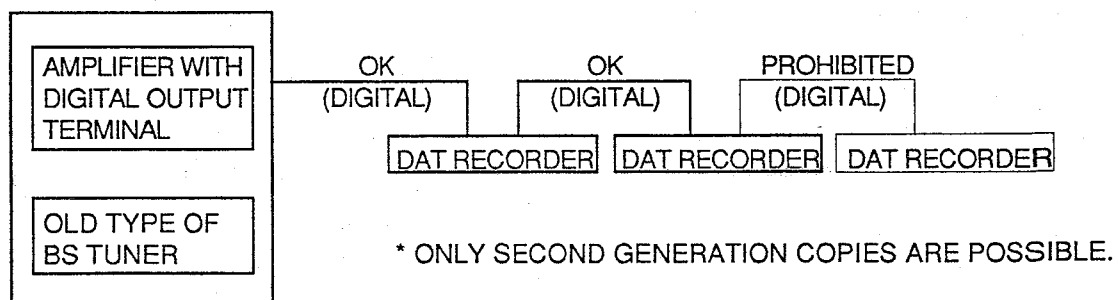 AMPLIFIER WITH
DIGITAL OUTPUT
TERMINAL
OK
(DIGITAL)
OK
(DIGITAL)
PROHIBITED
(DIGITAL)
DAT RECORDER
DAT RECORDER
DAT RECORDER
OLD TYPE OF
BS TUNER
* ONLY SECOND GENERATION COPIES ARE POSSIBLE.